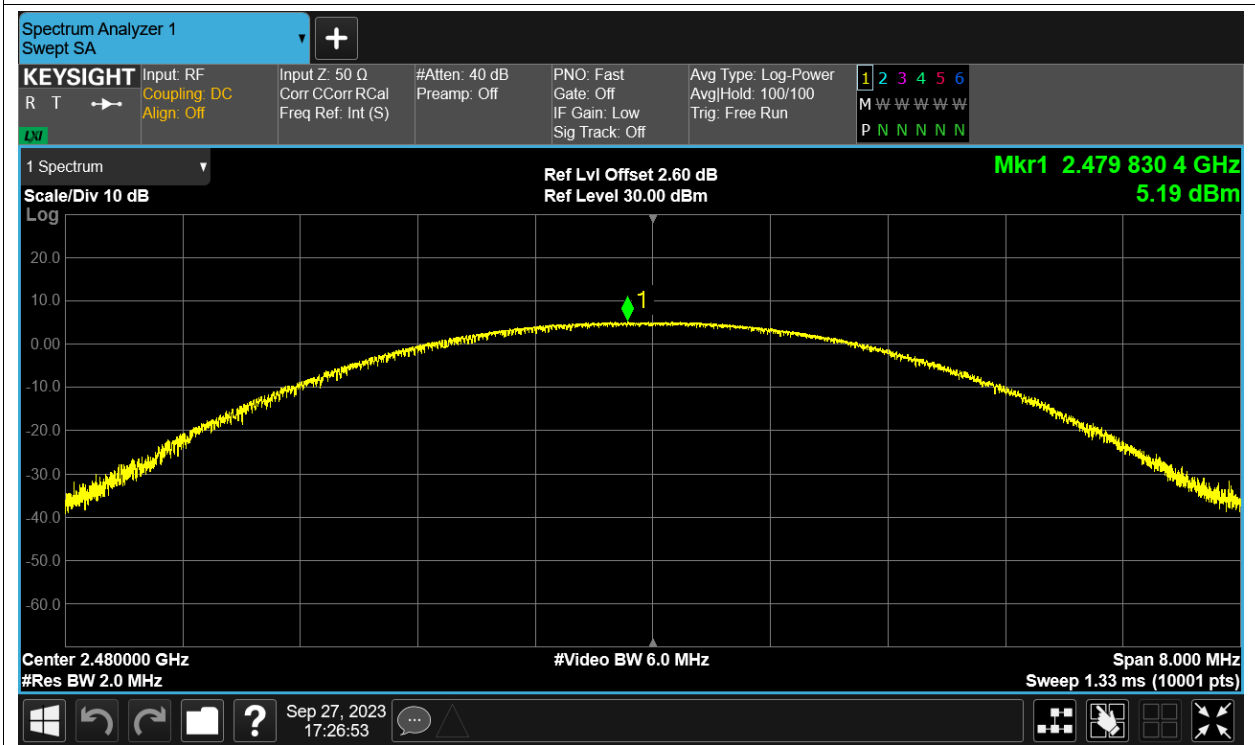 Spectrum Analyzer 1
Swept SA
KEYSIGHT
R T
LXI
Input: RF
Coupling: DC
Align: Off
Input Z: 50 Ω
Corr CCorr RCal
Freq Ref: Int (S)
#Atten: 40 dB
Preamp: Off
PNO: Fast
Gate: Off
IF Gain: Low
Sig Track: Off
Avg Type: Log-Power
Avg|Hold: 100/100
Trig: Free Run
1 2 3 4 5 6
M W W W W W
P N N N N N
1 Spectrum
Scale/Div 10 dB
Ref Lvl Offset 2.60 dB
Ref Level 30.00 dBm
Mkr1 2.479 830 4 GHz
5.19 dBm
Log
20.0
10.0
0.00
-10.0
-20.0
-30.0
-40.0
-50.0
-60.0
1
Center 2.480000 GHz
#Res BW 2.0 MHz
#Video BW 6.0 MHz
Span 8.000 MHz
Sweep 1.33 ms (10001 pts)
?
Sep 27, 2023
17:26:53